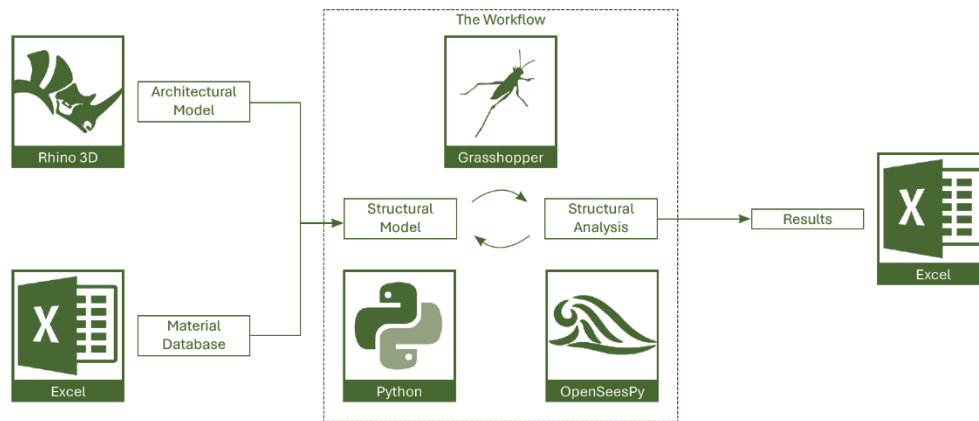 The Workflow
Architectural
Model
Rhino 3D
Grasshopper
Structural
Model
Structural
Analysis
Results
X
Excel
X
Material
Database
Excel
Python
OpenSeesPy